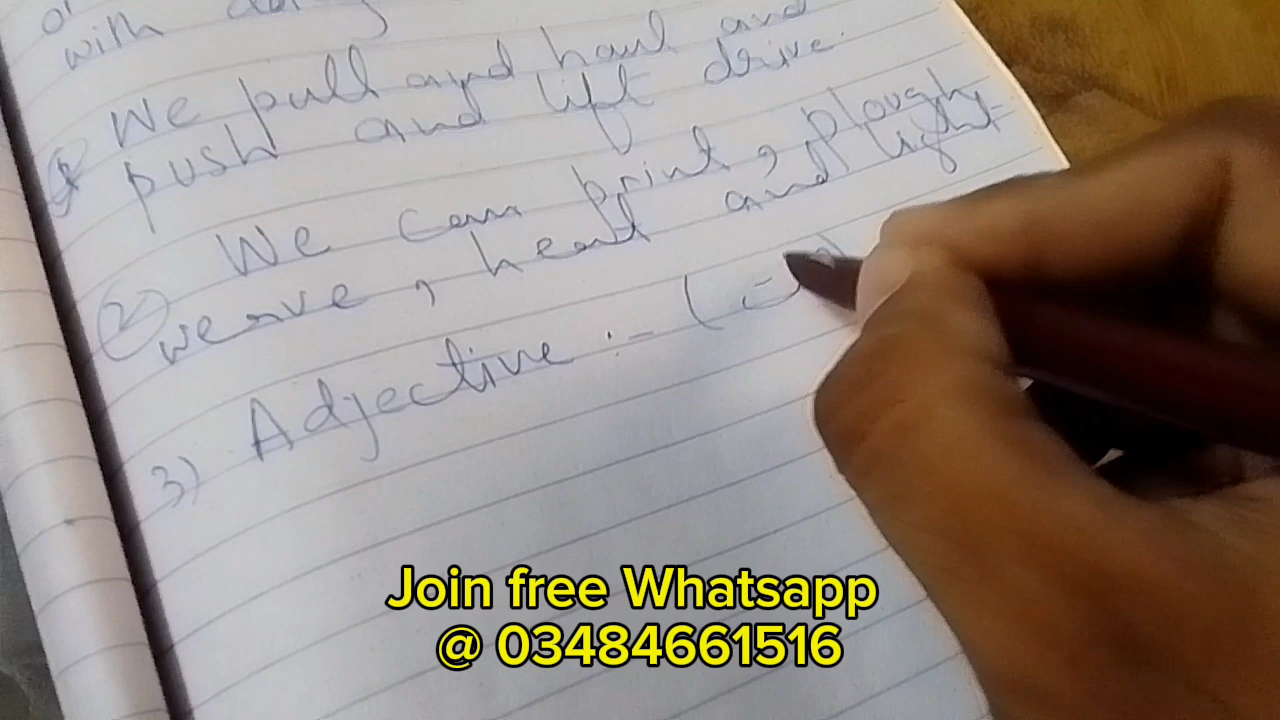 with
We pull and haul and
push and lift drive.
We can print, plough,
weave, heat and light
Adjective :- (
3)
Join free Whatsapp
@ 03484661516